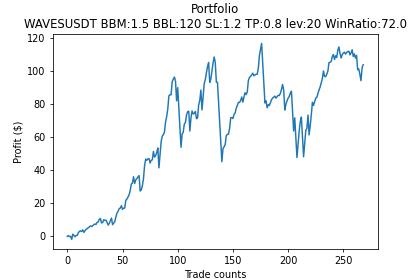 Portfolio
WAVESUSDT BBM:1.5 BBL:120 SL:1.2 TP:0.8 lev:20 WinRatio:72.0
120
100
80
60
40
20
0
Profit ($)
0 50 100 150 200 250
Trade counts